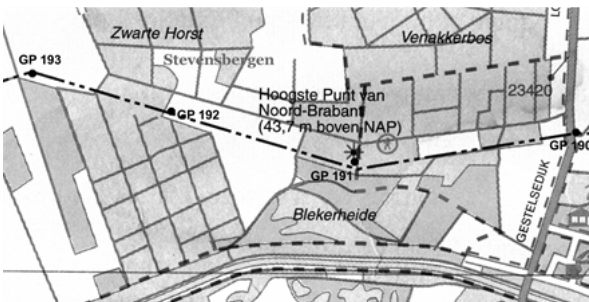 Zwarte Horst
Venakkerbos
GP 193
Stevensbergen
Hoogste Punt van
Noord-Brabant
(43,7 m boven NAP)
23420
GP 192
GP 191
GP 190
Blekerheide
GESTELSEDIJK